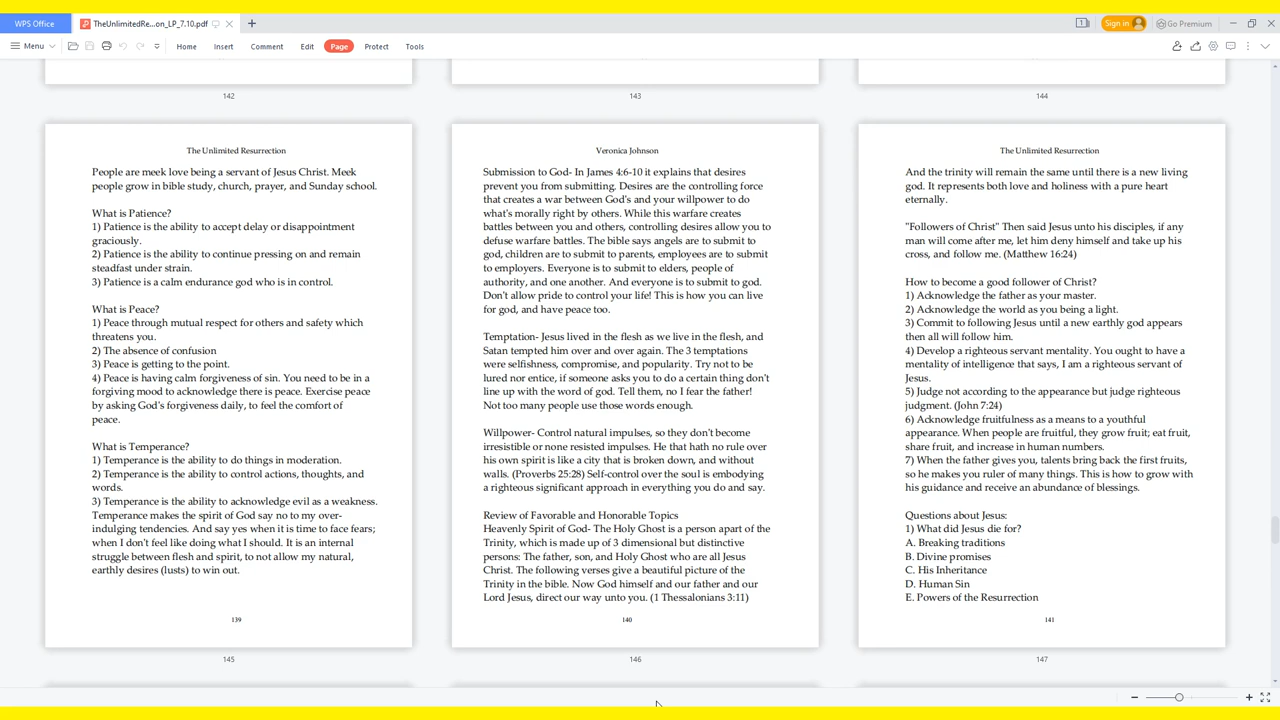 WPS Office
TheUnlimitedRe...on_LP_7.10.pdf
1
Sign in
Go Premium
Menu
Home
Insert
Comment
Edit
Page
Protect
Tools
142
143
144
The Unlimited Resurrection
People are meek love being a servant of Jesus Christ. Meek
people grow in bible study, church, prayer, and Sunday school.
What is Patience?
1) Patience is the ability to accept delay or disappointment
graciously.
2) Patience is the ability to continue pressing on and remain
steadfast under strain.
3) Patience is a calm endurance god who is in control.
What is Peace?
1) Peace through mutual respect for others and safety which
threatens you.
2) The absence of confusion
3) Peace is getting to the point.
4) Peace is having calm forgiveness of sin. You need to be in a
forgiving mood to acknowledge there is peace. Exercise peace
by asking God's forgiveness daily, to feel the comfort of
peace.
What is Temperance?
1) Temperance is the ability to do things in moderation.
2) Temperance is the ability to control actions, thoughts, and
words.
3) Temperance is the ability to acknowledge evil as a weakness.
Temperance makes the spirit of God say no to my over-
indulging tendencies. And say yes when it is time to face fears;
when I don't feel like doing what I should. It is an internal
struggle between flesh and spirit, to not allow my natural,
earthly desires (lusts) to win out.
139
145
Veronica Johnson
Submission to God- In James 4:6-10 it explains that desires
prevent you from submitting. Desires are the controlling force
that creates a war between God's and your willpower to do
what's morally right by others. While this warfare creates
battles between you and others, controlling desires allow you to
defuse warfare battles. The bible says angels are to submit to
god, children are to submit to parents, employees are to submit
to employers. Everyone is to submit to elders, people of
authority, and one another. And everyone is to submit to god.
Don't allow pride to control your life! This is how you can live
for god, and have peace too.
Temptation- Jesus lived in the flesh as we live in the flesh, and
Satan tempted him over and over again. The 3 temptations
were selfishness, compromise, and popularity. Try not to be
lured nor entice, if someone asks you to do a certain thing don't
line up with the word of god. Tell them, no I fear the father!
Not too many people use those words enough.
Willpower- Control natural impulses, so they don't become
irresistible or none resisted impulses. He that hath no rule over
his own spirit is like a city that is broken down, and without
walls. (Proverbs 25:28) Self-control over the soul is embodying
a righteous significant approach in everything you do and say.
Review of Favorable and Honorable Topics
Heavenly Spirit of God- The Holy Ghost is a person apart of the
Trinity, which is made up of 3 dimensional but distinctive
persons: The father, son, and Holy Ghost who are all Jesus
Christ. The following verses give a beautiful picture of the
Trinity in the bible. Now God himself and our father and our
Lord Jesus, direct our way unto you. (1 Thessalonians 3:11)
140
146
The Unlimited Resurrection
And the trinity will remain the same until there is a new living
god. It represents both love and holiness with a pure heart
eternally.
"Followers of Christ" Then said Jesus unto his disciples, if any
man will come after me, let him deny himself and take up his
cross, and follow me. (Matthew 16:24)
How to become a good follower of Christ?
1) Acknowledge the father as your master.
2) Acknowledge the world as you being a light.
3) Commit to following Jesus until a new earthly god appears
then all will follow him.
4) Develop a righteous servant mentality. You ought to have a
mentality of intelligence that says, I am a righteous servant of
Jesus.
5) Judge not according to the appearance but judge righteous
judgment. (John 7:24)
6) Acknowledge fruitfulness as a means to a youthful
appearance. When people are fruitful, they grow fruit; eat fruit,
share fruit, and increase in human numbers.
7) When the father gives you, talents bring back the first fruits,
so he makes you ruler of many things. This is how to grow with
his guidance and receive an abundance of blessings.
Questions about Jesus:
1) What did Jesus die for?
A. Breaking traditions
B. Divine promises
C. His Inheritance
D. Human Sin
E. Powers of the Resurrection
141
147